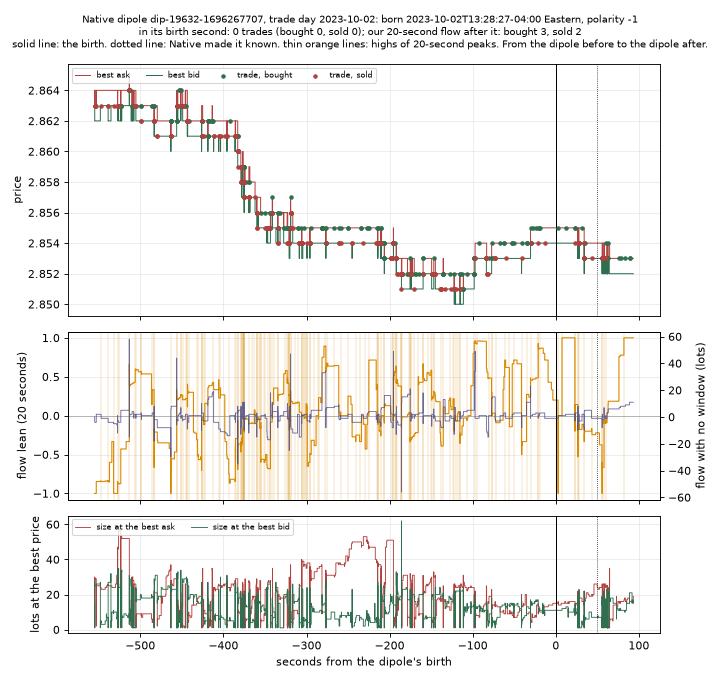 Native dipole dip-19632-1696267707, trade day 2023-10-02: born 2023-10-02T13:28:27-04:00 Eastern, polarity -1
in its birth second: 0 trades (bought 0, sold 0); our 20-second flow after it: bought 3, sold 2
solid line: the birth. dotted line: Native made it known. thin orange lines: highs of 20-second peaks. From the dipole before to the dipole after.
best ask
best bid
trade, bought
trade, sold
2.864
2.862
2.860
2.858
2.856
2.854
2.852
2.850
price
1.0
0.5
0.0
−0.5
−1.0
flow lean (20 seconds)
60
40
20
0
−20
−40
−60
flow with no window (lots)
size at the best ask
size at the best bid
60
40
20
0
lots at the best price
−500
−400
−300
−200
−100
0
100
seconds from the dipole's birth